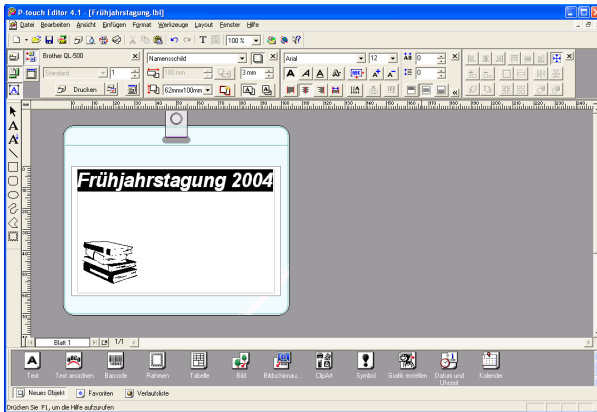 P-touch Editor 4.1 - [Frühjahrstagung.lbl]
Datei Bearbeiten Ansicht Einfügen Format Werkzeuge Layout Fenster Hilfe
T 100 %
Brother QL-500 Namensschild Arial 12 0
Standard 1 100 mm 3 mm 0
Drucken 62mmx100mm
Frühjahrstagung 2004
Blatt 1 1/1
Text Text anordnen Barcode Rahmen Tabelle Bild Bildschirmau... ClipArt Symbol Grafik erstellen Datum und Uhrzeit Kalender
Neues Objekt Favoriten Verlaufsliste
Drücken Sie F1, um die Hilfe aufzurufen